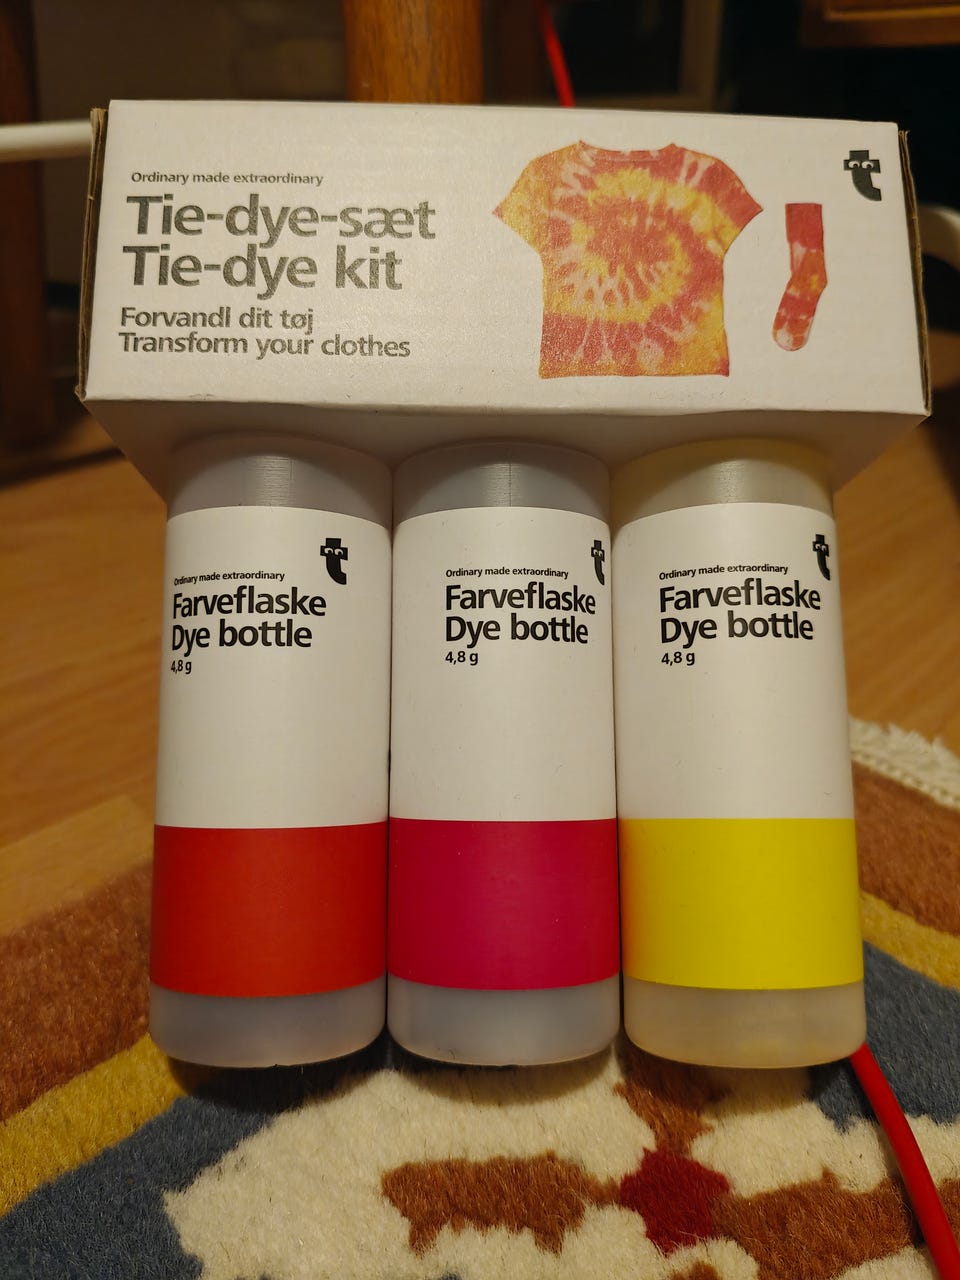 Ordinary made extraordinary
Tie-dye-sæt
Tie-dye kit
Forvandl dit tøj
Transform your clothes
Ordinary made extraordinary
Farveflaske
Dye bottle
4,8 g
Ordinary made extraordinary
Farveflaske
Dye bottle
4,8 g
Ordinary made extraordinary
Farveflaske
Dye bottle
4,8 g